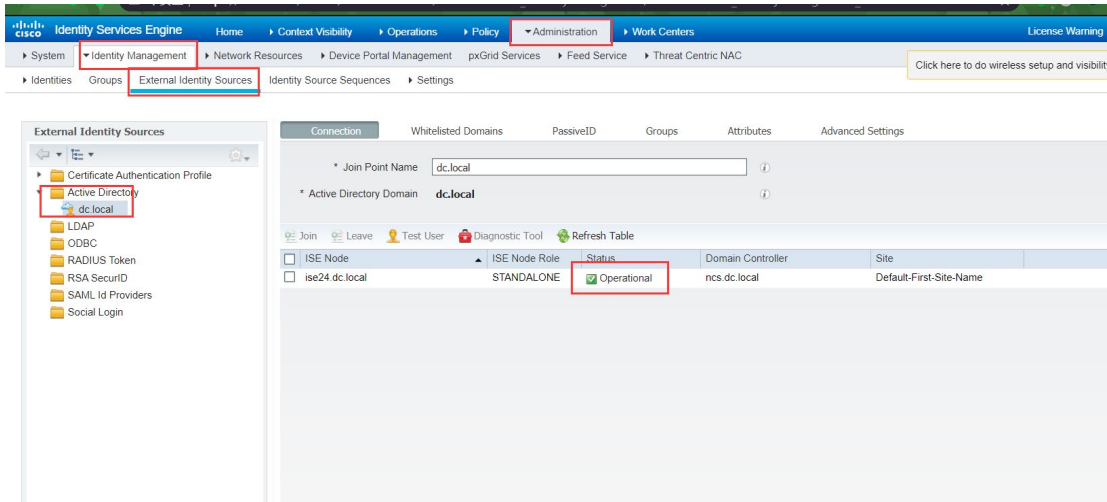 cisco Identity Services Engine Home Context Visibility Operations Policy Administration Work Centers License Warning
System Identity Management Network Resources Device Portal Management pxGrid Services Feed Service Threat Centric NAC
Click here to do wireless setup and visibility
Identities Groups External Identity Sources Identity Source Sequences Settings
External Identity Sources
Certificate Authentication Profile
Active Directory
dc.local
LDAP
ODBC
RADIUS Token
RSA SecurID
SAML Id Providers
Social Login
Connection Whitelisted Domains PassiveID Groups Attributes Advanced Settings
* Join Point Name dc.local
* Active Directory Domain dc.local
Join Leave Test User Diagnostic Tool Refresh Table
ISE Node ISE Node Role Status Domain Controller Site
ise24.dc.local STANDALONE Operational ncs.dc.local Default-First-Site-Name